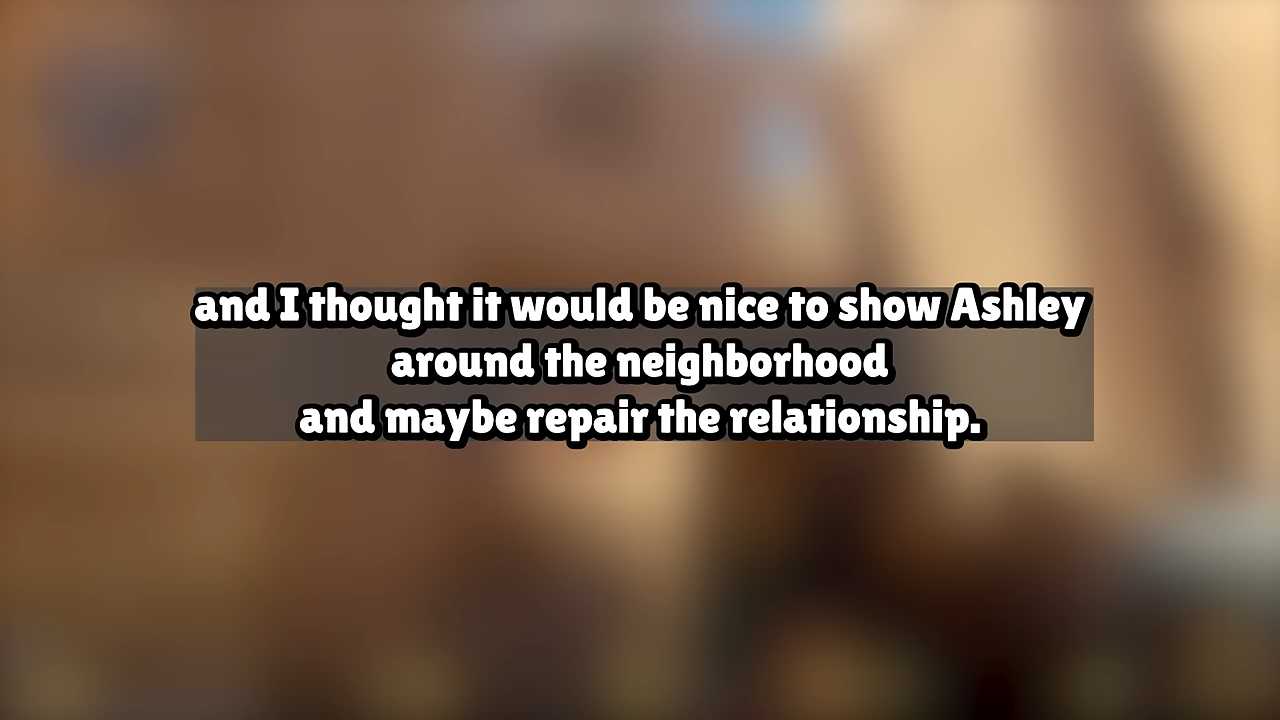 and I thought it would be nice to show Ashley
around the neighborhood
and maybe repair the relationship.